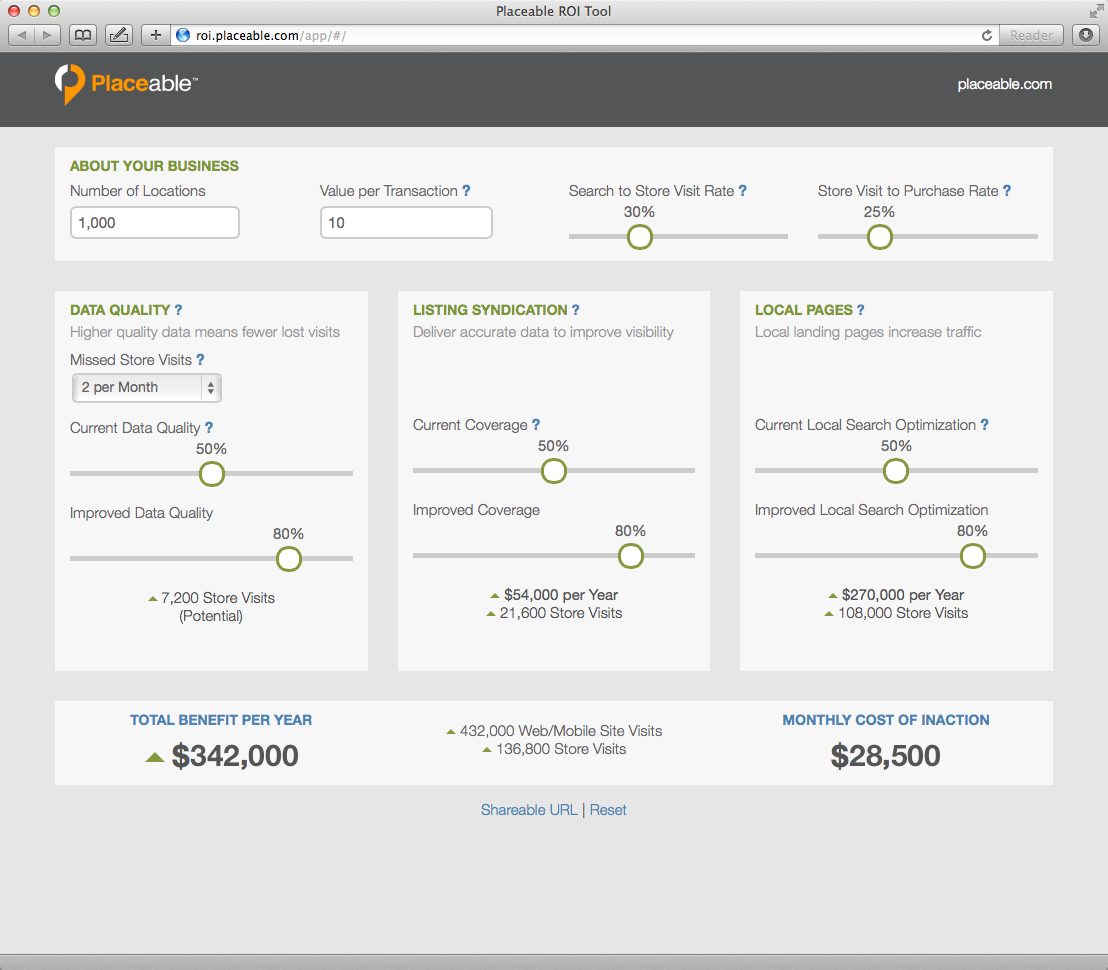 Placeable ROI Tool
roi.placeable.com/app/#/
Reader
Placeable™
placeable.com
ABOUT YOUR BUSINESS
Number of Locations
1,000
Value per Transaction ?
10
Search to Store Visit Rate ?
30%
Store Visit to Purchase Rate ?
25%
DATA QUALITY ?
Higher quality data means fewer lost visits
Missed Store Visits ?
2 per Month
Current Data Quality ?
50%
Improved Data Quality
80%
7,200 Store Visits
(Potential)
LISTING SYNDICATION ?
Deliver accurate data to improve visibility
Current Coverage ?
50%
Improved Coverage
80%
$54,000 per Year
21,600 Store Visits
LOCAL PAGES ?
Local landing pages increase traffic
Current Local Search Optimization ?
50%
Improved Local Search Optimization
80%
$270,000 per Year
108,000 Store Visits
TOTAL BENEFIT PER YEAR
$342,000
432,000 Web/Mobile Site Visits
136,800 Store Visits
MONTHLY COST OF INACTION
$28,500
Shareable URL | Reset